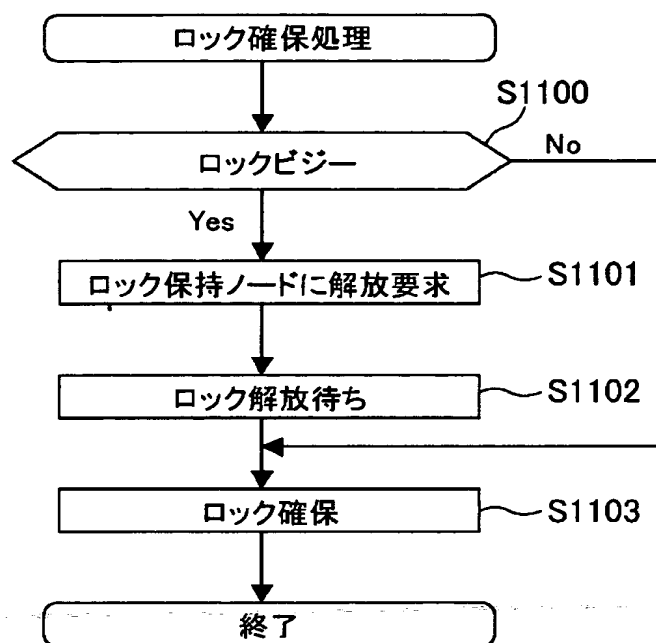 ロック確保処理
S1100
ロックビジー
No
Yes
ロック保持ノードに解放要求
S1101
ロック解放待ち
S1102
ロック確保
S1103
終了